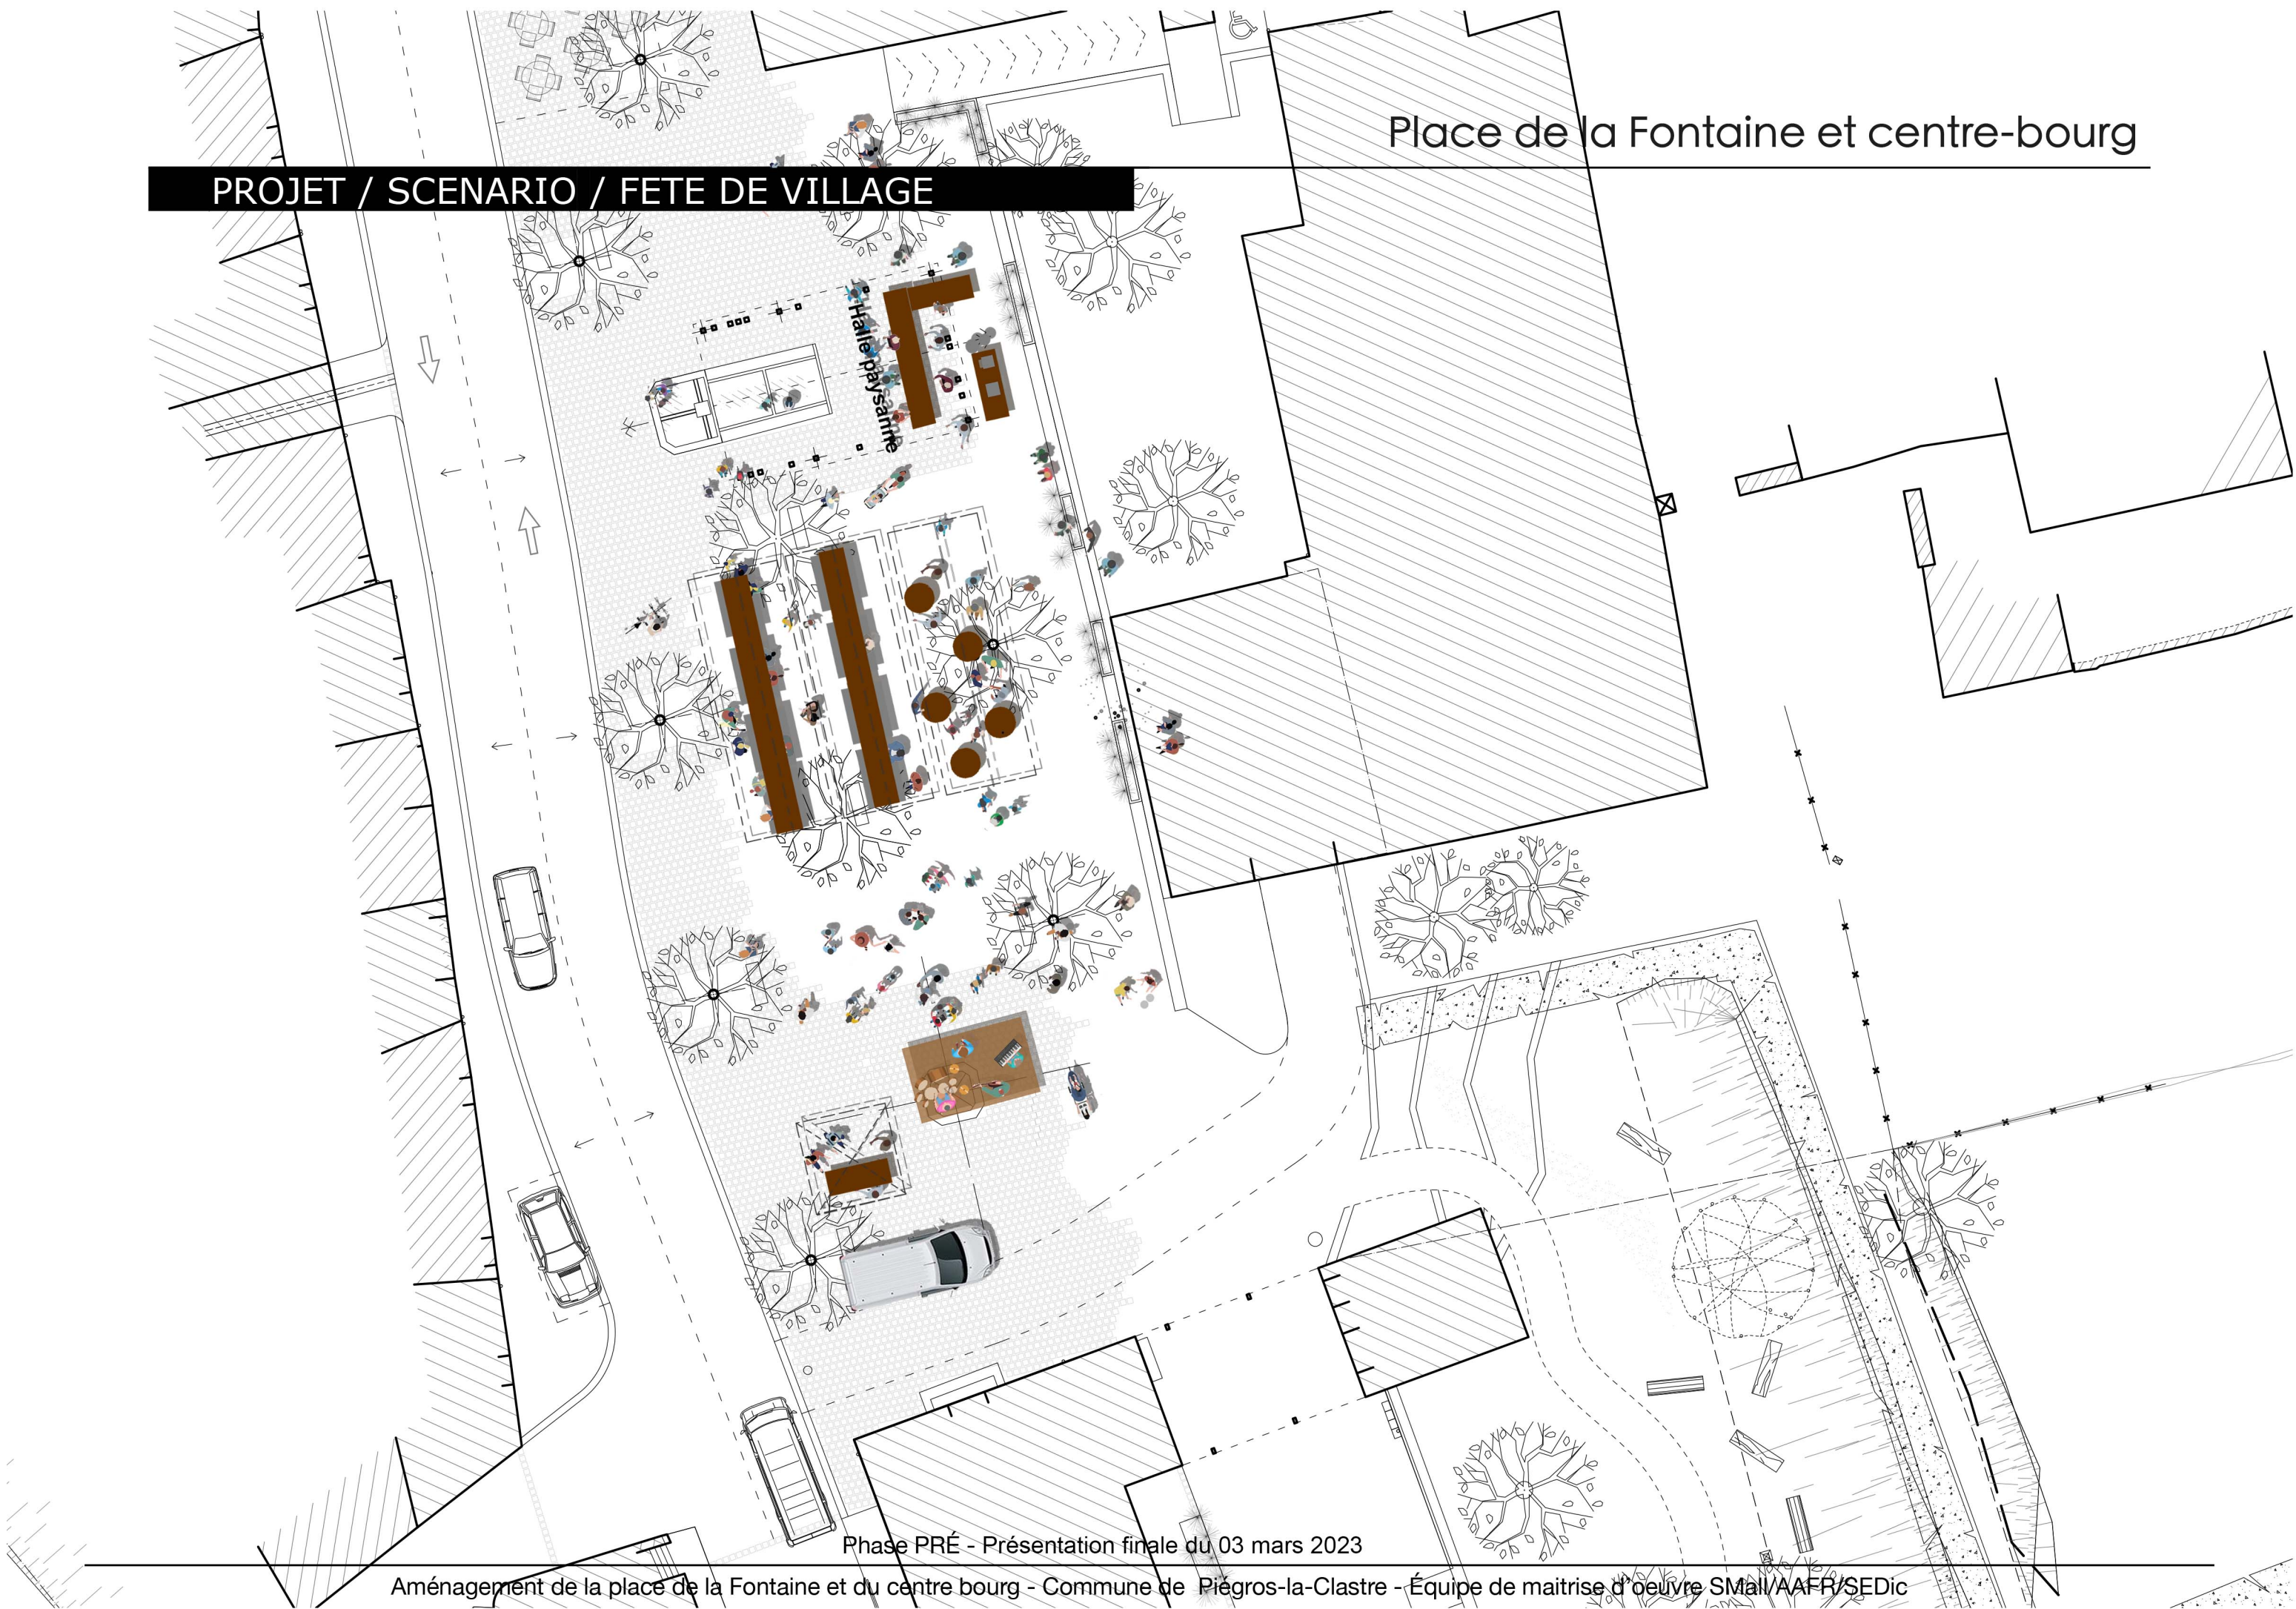 Place de la Fontaine et centre-bourg
PROJET / SCENARIO / FETE DE VILLAGE
Halle paysanne
Phase PRÉ - Présentation finale du 03 mars 2023
Aménagement de la place de la Fontaine et du centre bourg - Commune de Piégros-la-Clastre - Équipe de maitrise d'oeuvre SMall/AAFR/SEDic